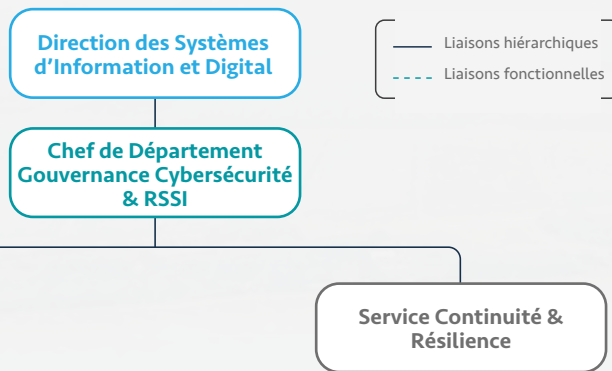 Direction des Systèmes
d’Information et Digital
Liaisons hiérarchiques
Liaisons fonctionnelles
Chef de Département
Gouvernance Cybersécurité
& RSSI
Service Continuité &
Résilience